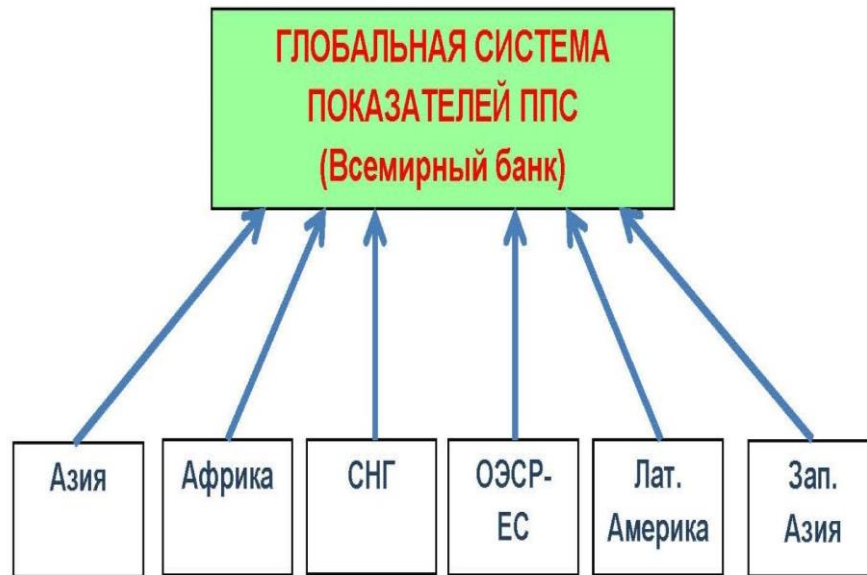 ГЛОБАЛЬНАЯ СИСТЕМА
ПОКАЗАТЕЛЕЙ ППС
(Всемирный банк)
Азия
Африка
СНГ
ОЭСР-
ЕС
Лат.
Америка
Зап.
Азия